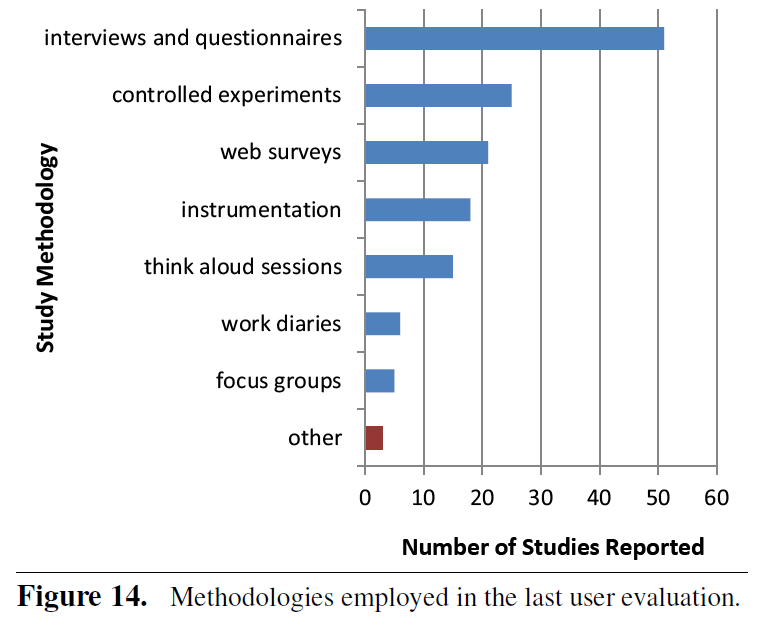 interviews and questionnaires
controlled experiments
web surveys
instrumentation
think aloud sessions
work diaries
focus groups
other
Study Methodology
0 10 20 30 40 50 60
Number of Studies Reported
Figure 14. Methodologies employed in the last user evaluation.